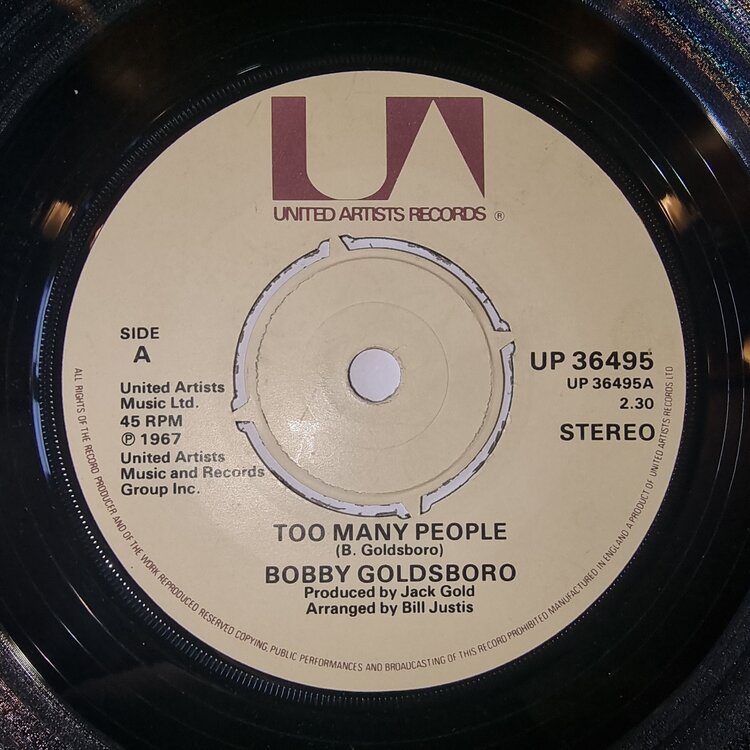 UA
UNITED ARTISTS RECORDS ®
SIDE
A
United Artists
Music Ltd.
45 RPM
℗ 1967
United Artists
Music and Records
Group Inc.
UP 36495
UP 36495A
2.30
STEREO
TOO MANY PEOPLE
(B. Goldsboro)
BOBBY GOLDSBORO
Produced by Jack Gold
Arranged by Bill Justis
ALL RIGHTS OF THE RECORD PRODUCER AND OF THE WORK REPRODUCED RESERVED COPYING, PUBLIC PERFORMANCES AND BROADCASTING OF THIS RECORD PROHIBITED MANUFACTURED IN ENGLAND A PRODUCT OF UNITED ARTISTS RECORDS LTD